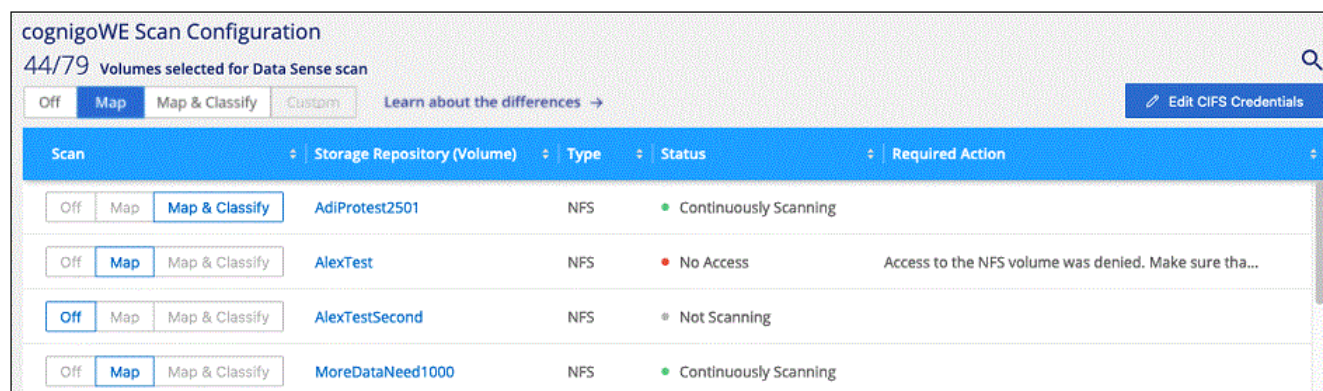 cognigoWE Scan Configuration
44/79 Volumes selected for Data Sense scan
Off Map Map & Classify Custom Learn about the differences → Edit CIFS Credentials
Scan Storage Repository (Volume) Type Status Required Action
Off Map Map & Classify AdiProtest2501 NFS Continuously Scanning
Off Map Map & Classify AlexTest NFS No Access Access to the NFS volume was denied. Make sure tha...
Off Map Map & Classify AlexTestSecond NFS Not Scanning
Off Map Map & Classify MoreDataNeed1000 NFS Continuously Scanning